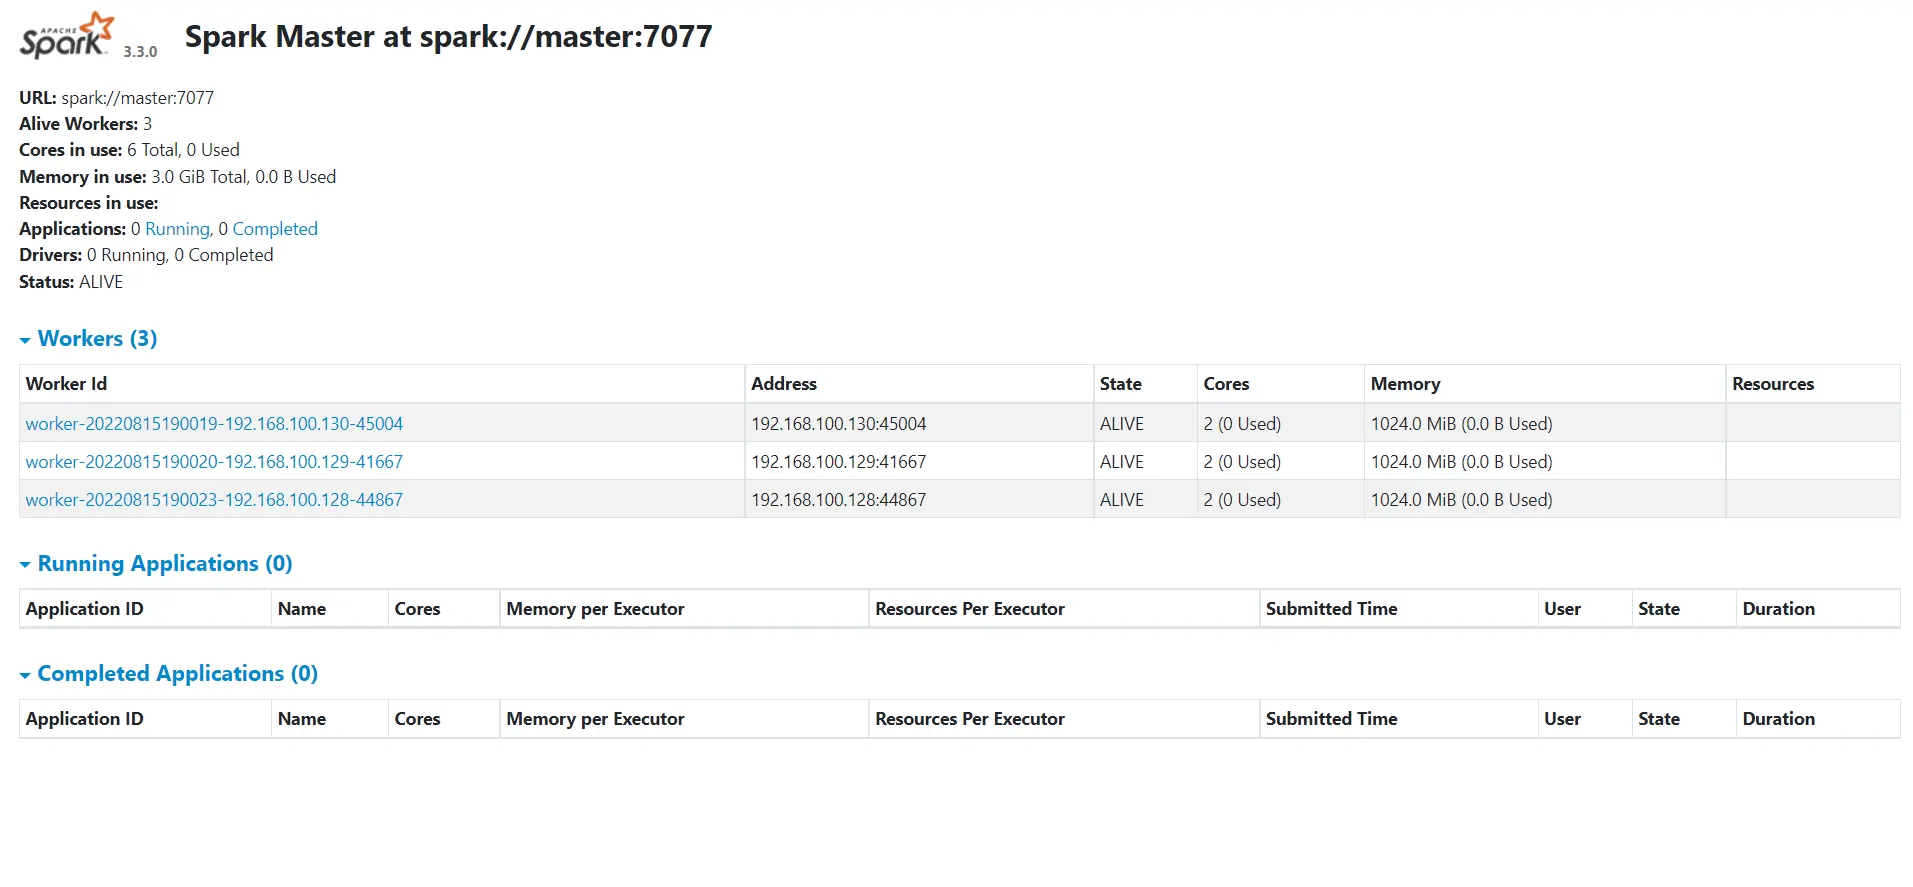 APACHE
Spark 3.3.0 Spark Master at spark://master:7077
URL: spark://master:7077
Alive Workers: 3
Cores in use: 6 Total, 0 Used
Memory in use: 3.0 GiB Total, 0.0 B Used
Resources in use:
Applications: 0 Running, 0 Completed
Drivers: 0 Running, 0 Completed
Status: ALIVE
Workers (3)
Worker Id Address State Cores Memory Resources
worker-20220815190019-192.168.100.130-45004 192.168.100.130:45004 ALIVE 2 (0 Used) 1024.0 MiB (0.0 B Used)
worker-20220815190020-192.168.100.129-41667 192.168.100.129:41667 ALIVE 2 (0 Used) 1024.0 MiB (0.0 B Used)
worker-20220815190023-192.168.100.128-44867 192.168.100.128:44867 ALIVE 2 (0 Used) 1024.0 MiB (0.0 B Used)
Running Applications (0)
Application ID Name Cores Memory per Executor Resources Per Executor Submitted Time User State Duration
Completed Applications (0)
Application ID Name Cores Memory per Executor Resources Per Executor Submitted Time User State Duration